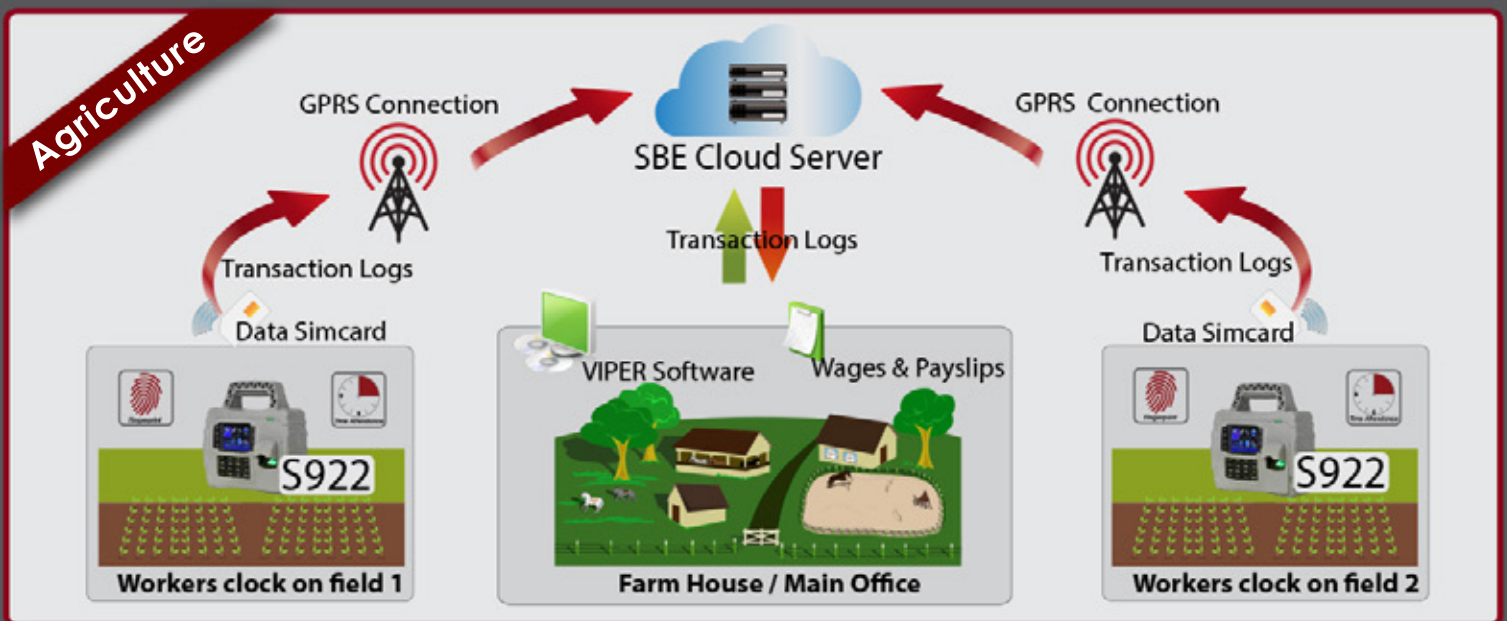 Agriculture
GPRS Connection
SBE Cloud Server
GPRS Connection
Transaction Logs
Transaction Logs
Transaction Logs
Data Simcard
Data Simcard
VIPER Software
Wages & Payslips
S922
S922
Workers clock on field 1
Farm House / Main Office
Workers clock on field 2